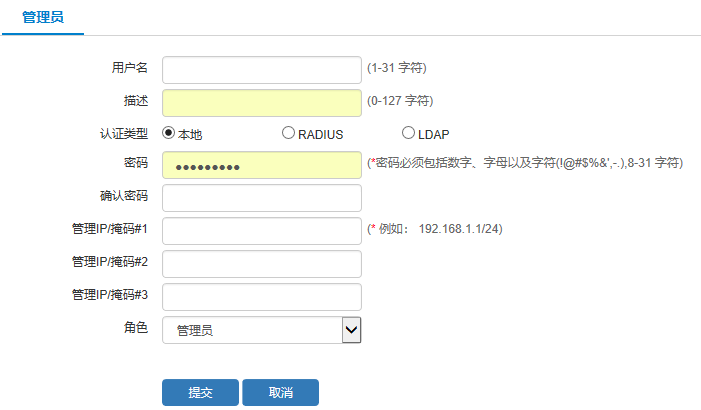 管理员
用户名 (1-31 字符)
描述 (0-127 字符)
认证类型 本地 RADIUS LDAP
密码 ●●●●●●●●● (*密码必须包括数字、字母以及字符(!@#$%&',-.),8-31 字符)
确认密码
管理IP/掩码#1 (* 例如： 192.168.1.1/24)
管理IP/掩码#2
管理IP/掩码#3
角色 管理员
提交 取消